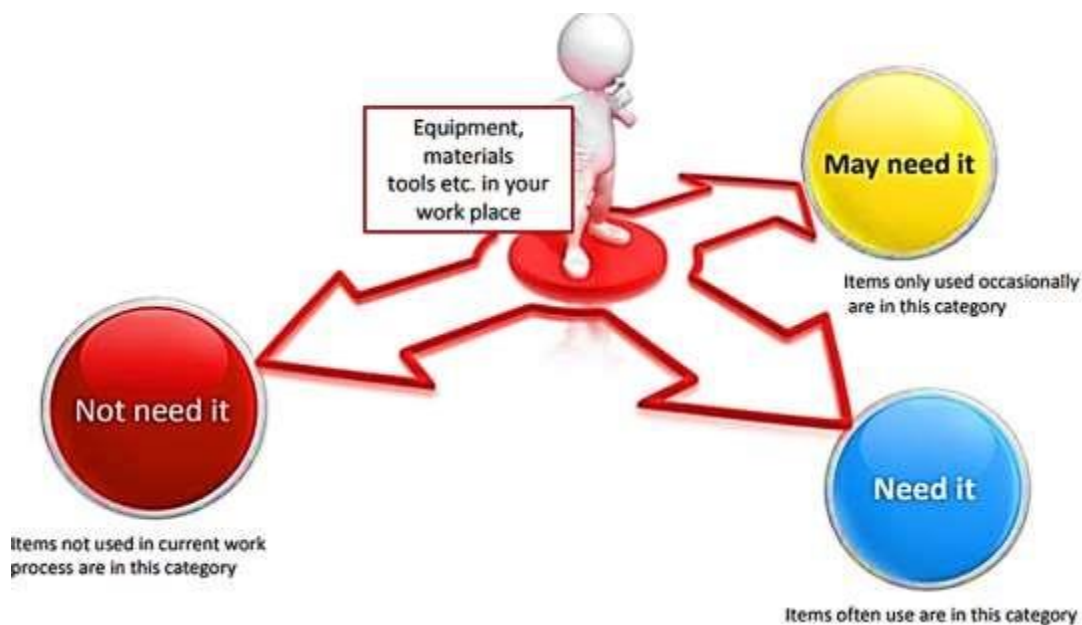 Equipment,
materials
tools etc. in your
work place
May need it
Items only used occasionally
are in this category
Not need it
Items not used in current work
process are in this category
Need it
Items often use are in this category